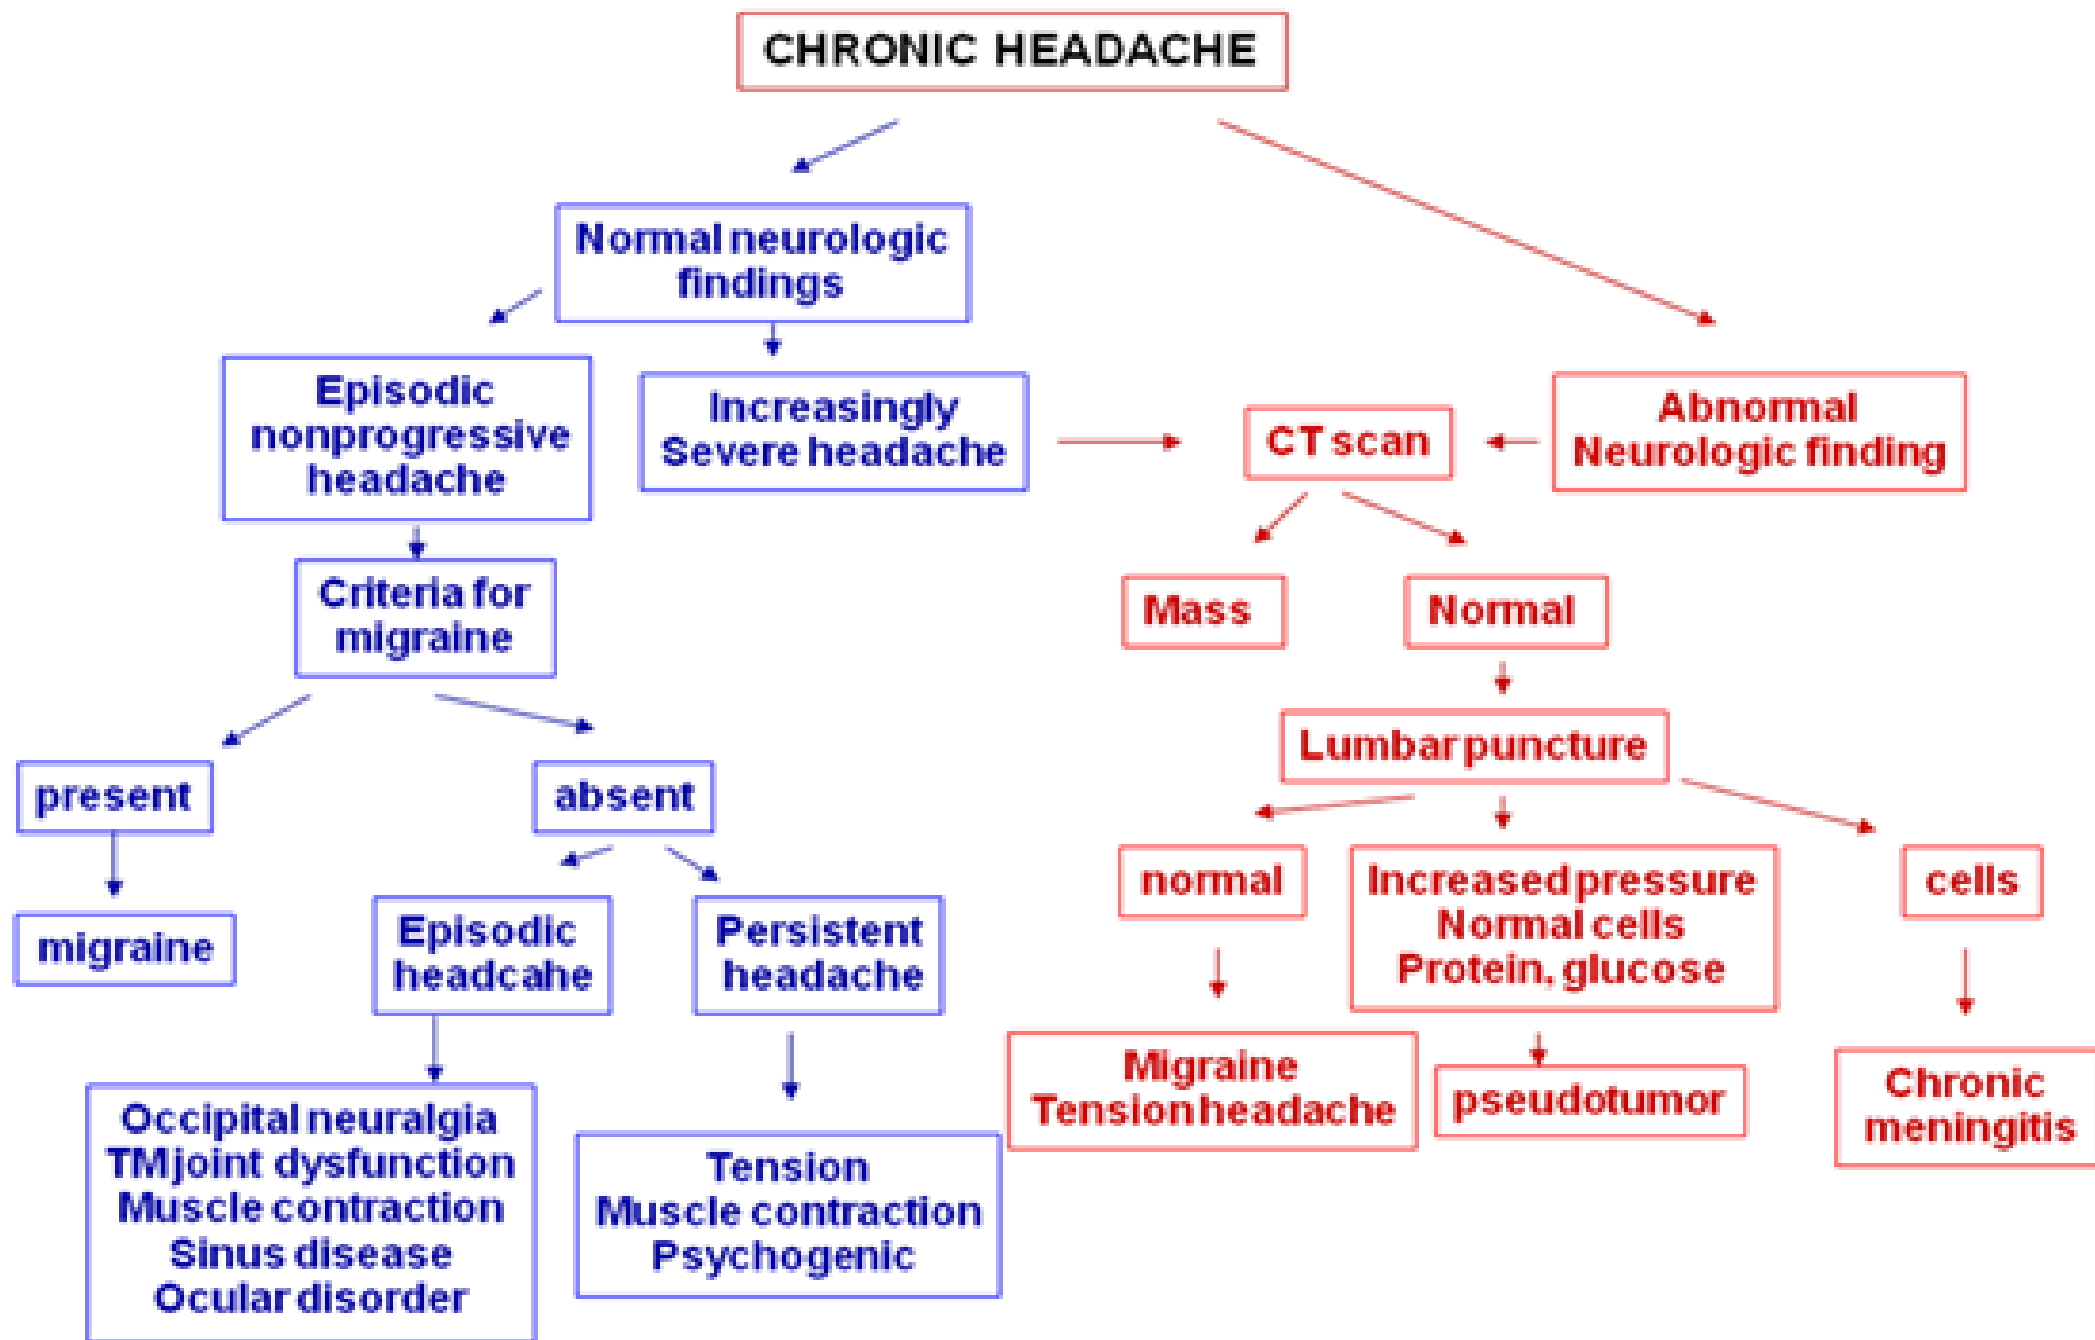 CHRONIC HEADACHE
Normal neurologic
findings
Episodic
nonprogressive
headache
Increasingly
Severe headache
CT scan
Abnormal
Neurologic finding
Criteria for
migraine
Mass
Normal
Lumbar puncture
present
absent
normal
Increased pressure
Normal cells
Protein, glucose
cells
migraine
Episodic
headcahe
Persistent
headache
Migraine
Tension headache
pseudotumor
Chronic
meningitis
Occipital neuralgia
TM joint dysfunction
Muscle contraction
Sinus disease
Ocular disorder
Tension
Muscle contraction
Psychogenic